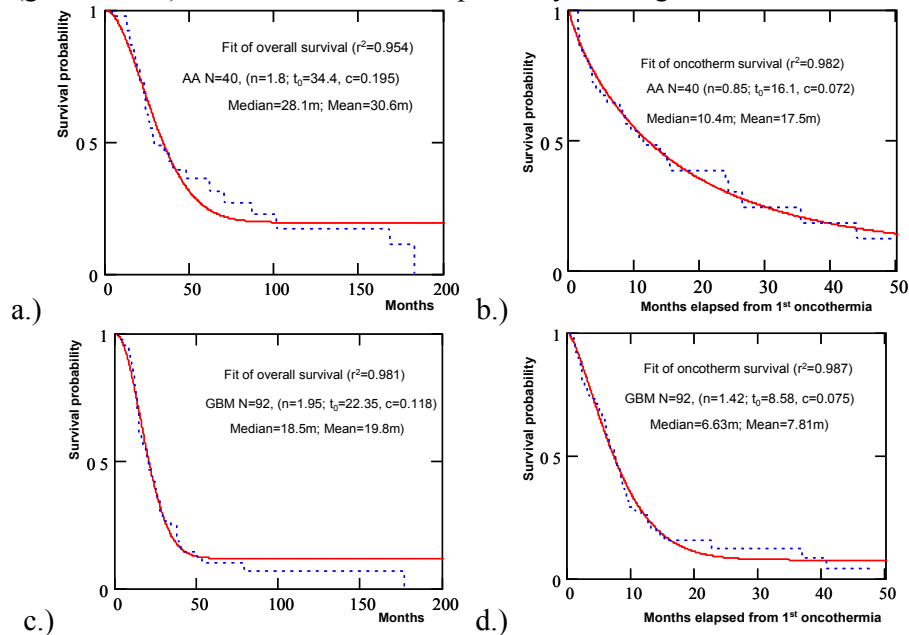 1
Survival probability
Fit of overall survival (r²=0.954)
AA N=40, (n=1.8; t₀=34.4, c=0.195)
Median=28.1m; Mean=30.6m)
0 5
0
0 50 100 150 200
Months
a.)
1
Survival probability
Fit of oncotherm survival (r²=0.982)
AA N=40 (n=0.85; t₀=16.1, c=0.072
Median=10.4m; Mean=17.5m)
0 5
0
0 10 20 30 40 50
Months elapsed from 1ˢᵗ oncothermia
b.)
1
Survival probability
Fit of overall survival (r²=0.981)
GBM N=92, (n=1.95; t₀=22.35, c=0.118)
Median=18.5m; Mean=19.8m)
0 5
0
0 50 100 150 200
Months
c.)
1
Survival probability
Fit of oncotherm survival (r²=0.987)
GBM N=92, (n=1.42; t₀=8.58, c=0.075)
Median=6.63m; Mean=7.81m)
0 5
0
0 10 20 30 40 50
Months elapsed from 1ˢᵗ oncothermia
d.)